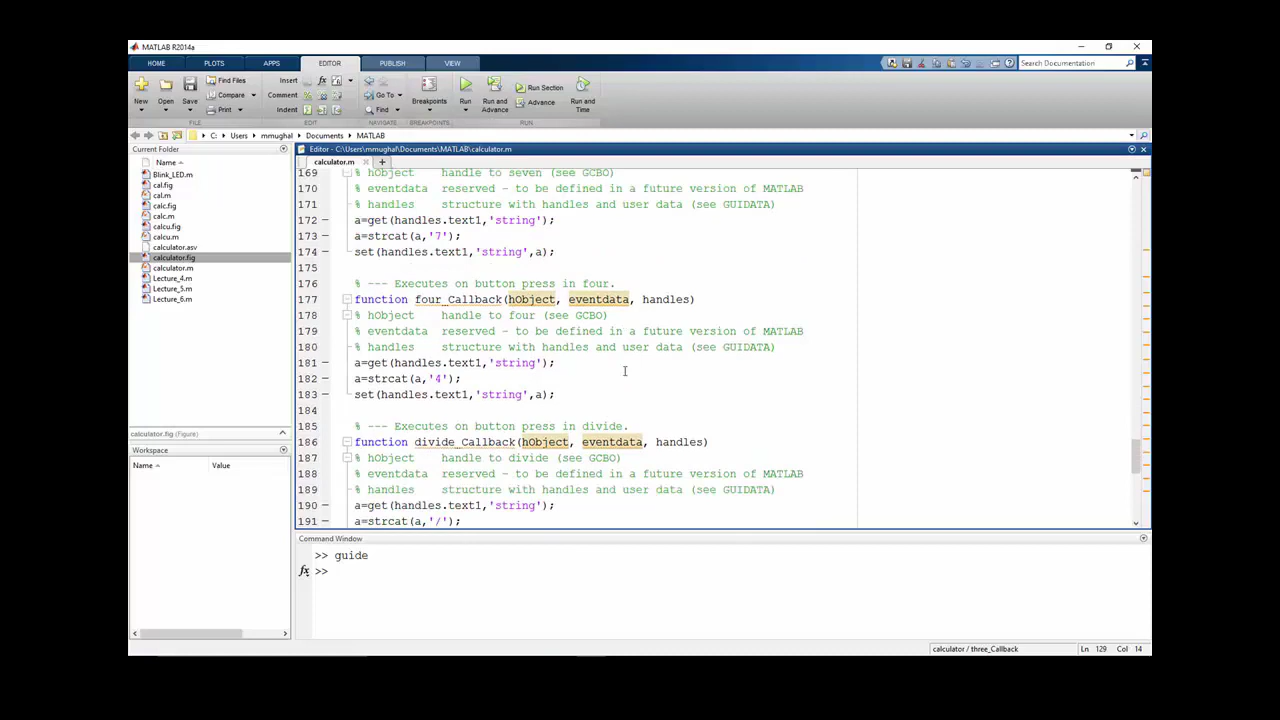 MATLAB R2014a
HOME PLOTS APPS EDITOR PUBLISH VIEW Search Documentation
New Open Save Find Files Compare Print Insert Comment Indent Go To Find Breakpoints Run Run and Advance Run Section Advance Run and Time
FILE EDIT NAVIGATE BREAKPOINTS RUN
C: Users mmughal Documents MATLAB
Current Folder
Name
Blink_LED.m
cal.fig
cal.m
calc.fig
calc.m
calcu.fig
calcu.m
calculator.asv
calculator.fig
calculator.m
Lecture_4.m
Lecture_5.m
Lecture_6.m
calculator.fig (Figure)
Workspace
Name Value
Editor - C:\Users\mmughal\Documents\MATLAB\calculator.m
calculator.m
169 % hObject    handle to seven (see GCBO)
170 % eventdata  reserved - to be defined in a future version of MATLAB
171 % handles    structure with handles and user data (see GUIDATA)
172 a=get(handles.text1,'string');
173 a=strcat(a,'7');
174 set(handles.text1,'string',a);
175
176 % --- Executes on button press in four.
177 function four_Callback(hObject, eventdata, handles)
178 % hObject    handle to four (see GCBO)
179 % eventdata  reserved - to be defined in a future version of MATLAB
180 % handles    structure with handles and user data (see GUIDATA)
181 a=get(handles.text1,'string');
182 a=strcat(a,'4');
183 set(handles.text1,'string',a);
184
185 % --- Executes on button press in divide.
186 function divide_Callback(hObject, eventdata, handles)
187 % hObject    handle to divide (see GCBO)
188 % eventdata  reserved - to be defined in a future version of MATLAB
189 % handles    structure with handles and user data (see GUIDATA)
190 a=get(handles.text1,'string');
191 a=strcat(a,'/');
Command Window
>> guide
fx >>
calculator / three_Callback Ln 129 Col 14